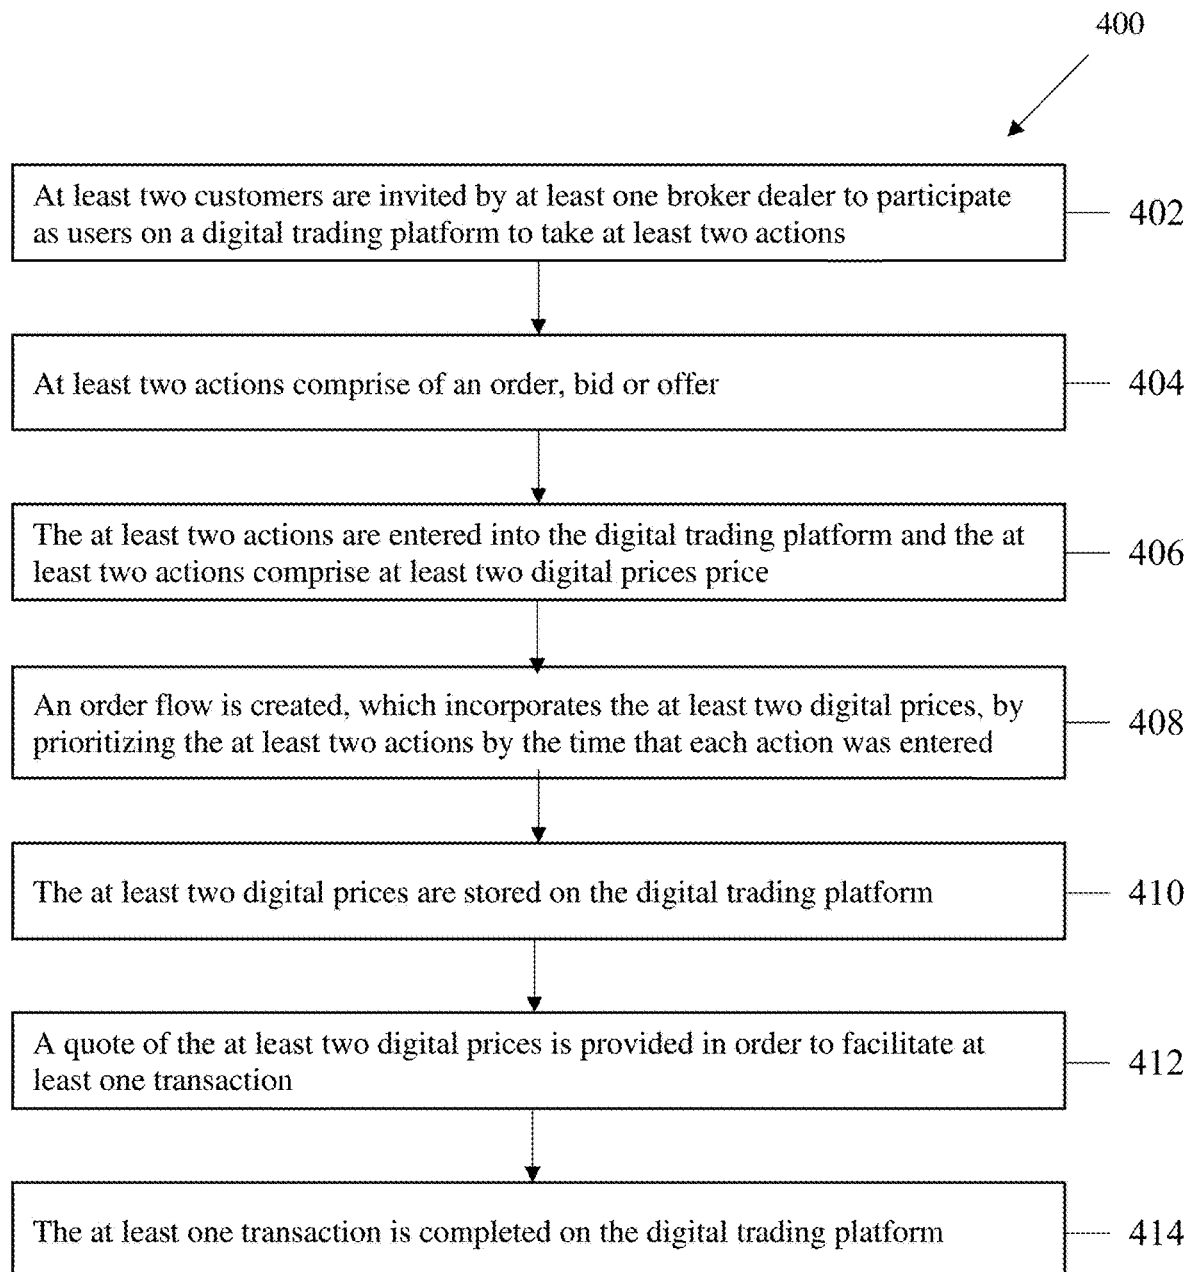 400
At least two customers are invited by at least one broker dealer to participate
as users on a digital trading platform to take at least two actions
402
At least two actions comprise of an order, bid or offer
404
The at least two actions are entered into the digital trading platform and the at
least two actions comprise at least two digital prices price
406
An order flow is created, which incorporates the at least two digital prices, by
prioritizing the at least two actions by the time that each action was entered
408
The at least two digital prices are stored on the digital trading platform
410
A quote of the at least two digital prices is provided in order to facilitate at
least one transaction
412
The at least one transaction is completed on the digital trading platform
414